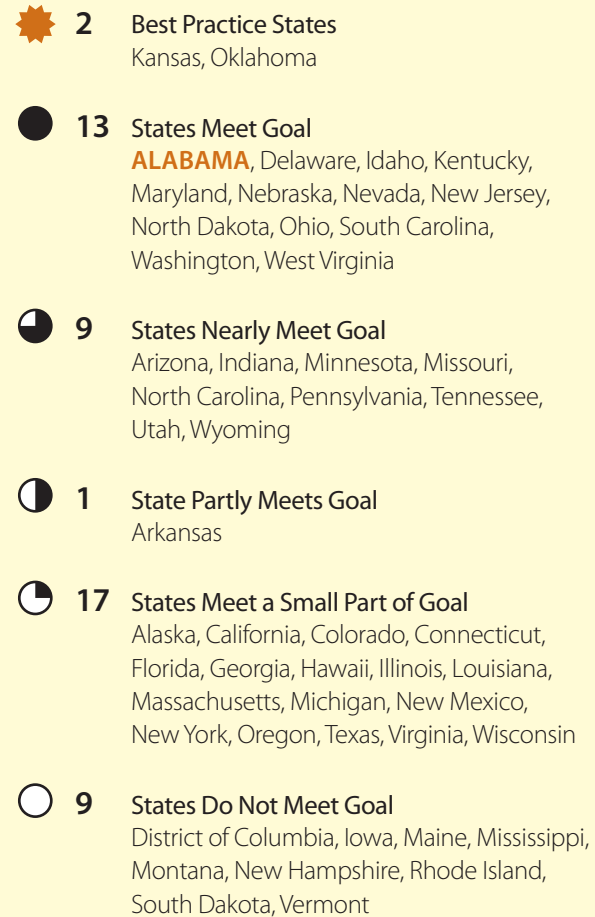 2 Best Practice States
Kansas, Oklahoma
13 States Meet Goal
ALABAMA, Delaware, Idaho, Kentucky,
Maryland, Nebraska, Nevada, New Jersey,
North Dakota, Ohio, South Carolina,
Washington, West Virginia
9 States Nearly Meet Goal
Arizona, Indiana, Minnesota, Missouri,
North Carolina, Pennsylvania, Tennessee,
Utah, Wyoming
1 State Partly Meets Goal
Arkansas
17 States Meet a Small Part of Goal
Alaska, California, Colorado, Connecticut,
Florida, Georgia, Hawaii, Illinois, Louisiana,
Massachusetts, Michigan, New Mexico,
New York, Oregon, Texas, Virginia, Wisconsin
9 States Do Not Meet Goal
District of Columbia, Iowa, Maine, Mississippi,
Montana, New Hampshire, Rhode Island,
South Dakota, Vermont